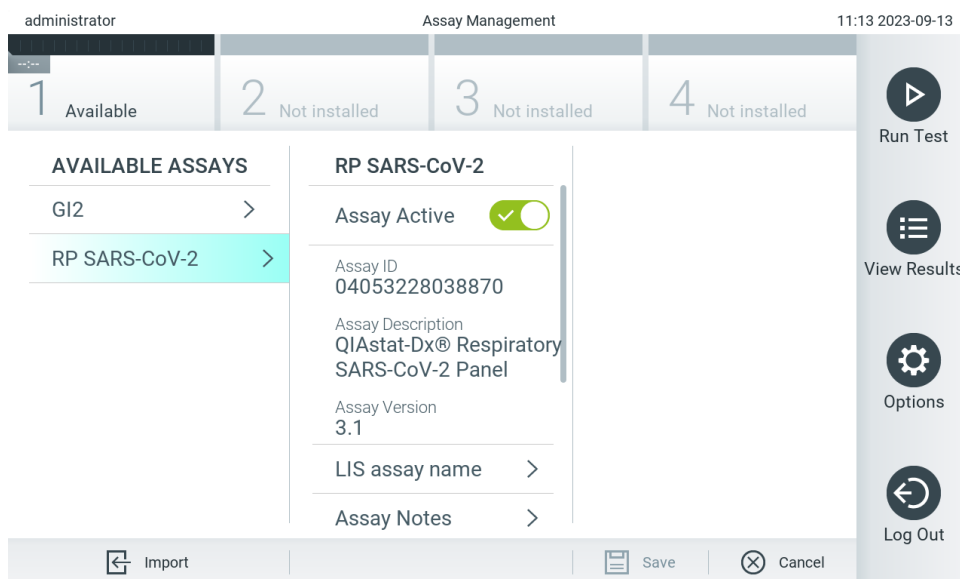 administrator
Assay Management
11:13 2023-09-13
--:--
1 Available
2 Not installed
3 Not installed
4 Not installed
Run Test
View Results
Options
Log Out
AVAILABLE ASSAYS
GI2
RP SARS-CoV-2
RP SARS-CoV-2
Assay Active
Assay ID
04053228038870
Assay Description
QIAstat-Dx® Respiratory
SARS-CoV-2 Panel
Assay Version
3.1
LIS assay name
Assay Notes
Import
Save
Cancel